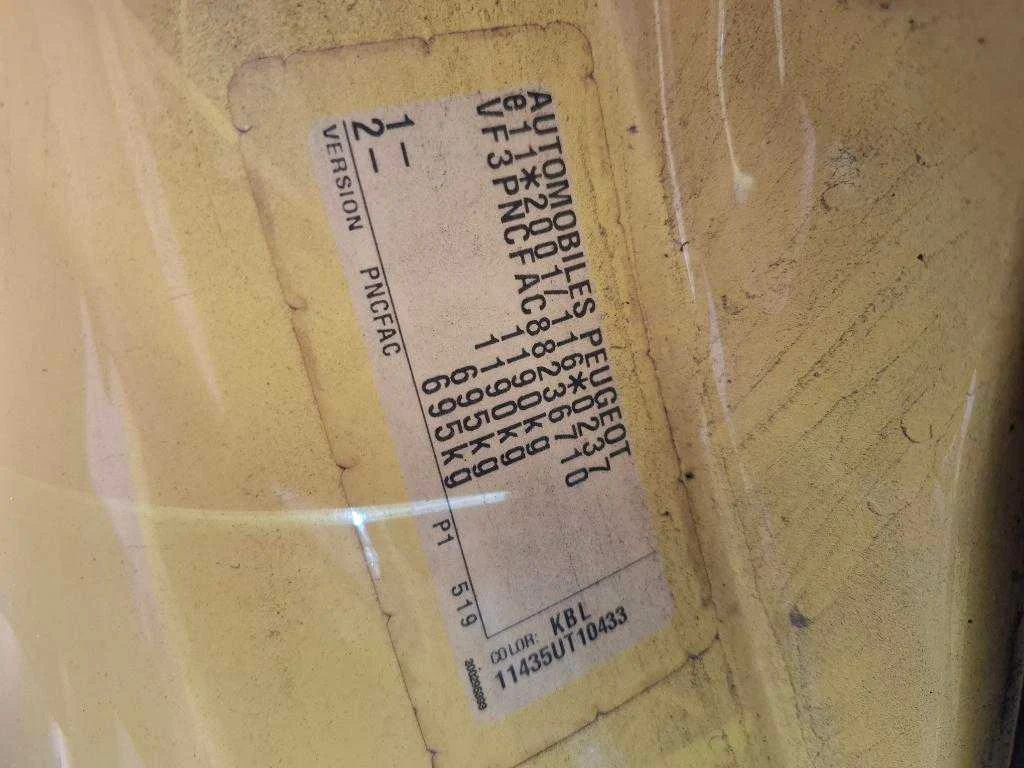 AUTOMOBILES PEUGEOT
e11*2001/116*0237
VF3PNCFAC88236710
1190kg
1190kg
1- 695kg
2- 695kg
VERSION PNCFAC P1 519
COLOR: KBL
11435UT10433